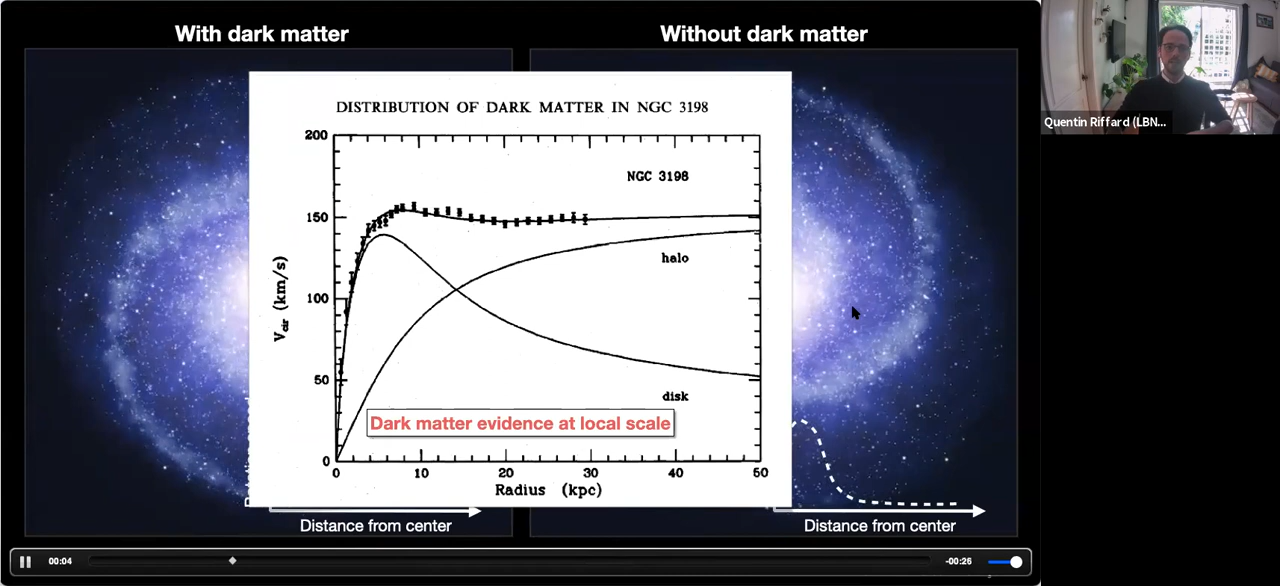 With dark matter
Without dark matter
DISTRIBUTION OF DARK MATTER IN NGC 3198
200
150
100
50
0
V_cir (km/s)
NGC 3198
halo
disk
Dark matter evidence at local scale
0 10 20 30 40 50
Radius (kpc)
Distance from center
Distance from center
00:04
-00:26
Quentin Riffard (LBN...